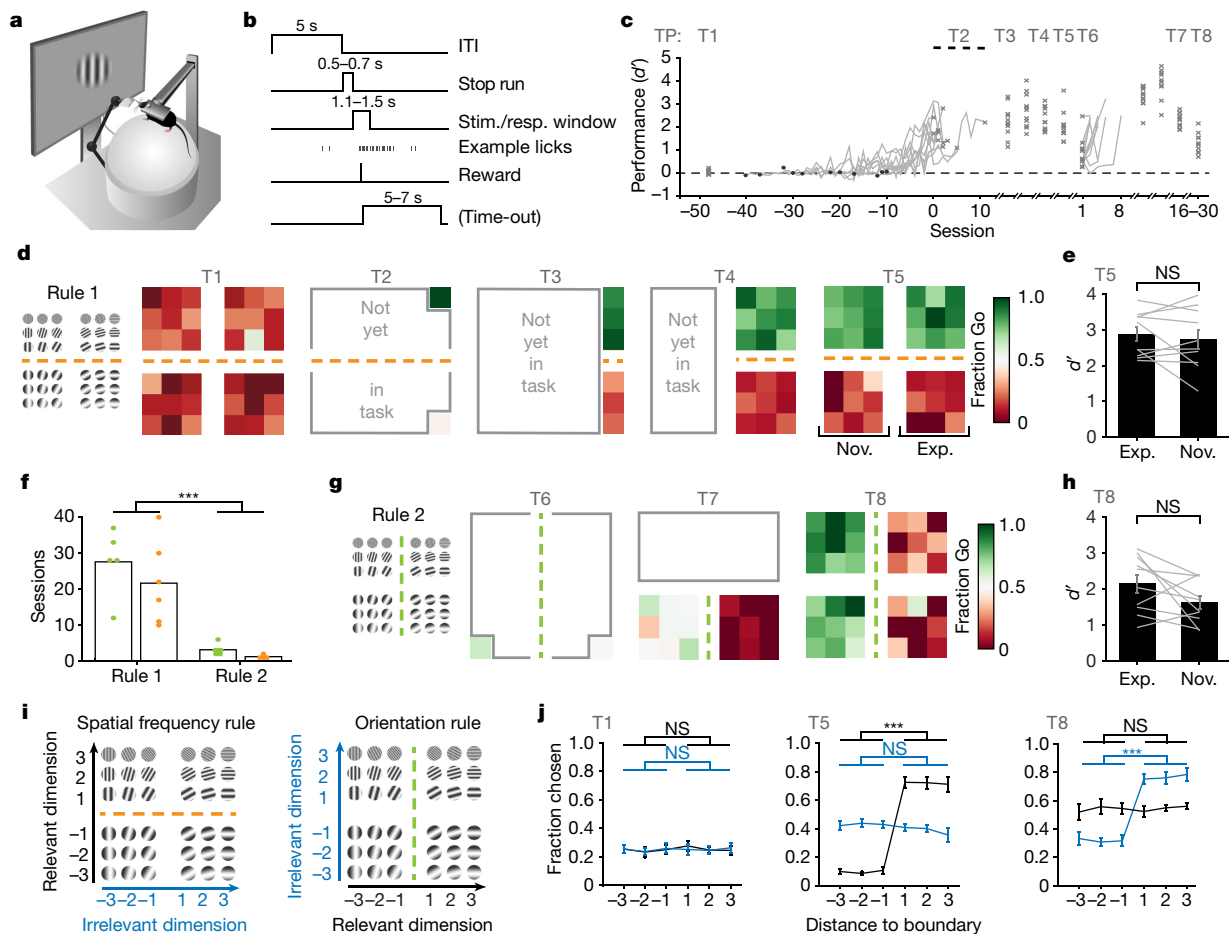 a
b
5 s
ITI
0.5–0.7 s
Stop run
1.1–1.5 s
Stim./resp. window
Example licks
Reward
5–7 s
(Time-out)
c
TP: T1 T2 T3 T4 T5 T6 T7 T8
Performance (d′)
5
4
3
2
1
0
−1
−50 −40 −30 −20 −10 0 10 1 8 16 −30
Session
d
Rule 1
T1 T2 T3 T4 T5
Not
yet
in
task
Not
yet
in
task
Not
yet
in
task
Nov. Exp.
Fraction Go
1.0
0.5
0
e
T5
NS
d′
4
3
2
1
0
Exp. Nov.
f
***
Sessions
40
30
20
10
0
Rule 1 Rule 2
g
Rule 2
T6 T7 T8
Fraction Go
1.0
0.5
0
h
T8
NS
d′
4
3
2
1
0
Exp. Nov.
i
Spatial frequency rule
Relevant dimension
3
2
1
−1
−2
−3
−3 −2 −1 1 2 3
Irrelevant dimension
Orientation rule
Irrelevant dimension
3
2
1
−1
−2
−3
−3 −2 −1 1 2 3
Relevant dimension
j
T1
NS
NS
Fraction chosen
1.0
0.8
0.6
0.4
0.2
0
−3 −2 −1 1 2 3
T5
***
NS
1.0
0.8
0.6
0.4
0.2
0
−3 −2 −1 1 2 3
Distance to boundary
T8
NS
***
1.0
0.8
0.6
0.4
0.2
0
−3 −2 −1 1 2 3